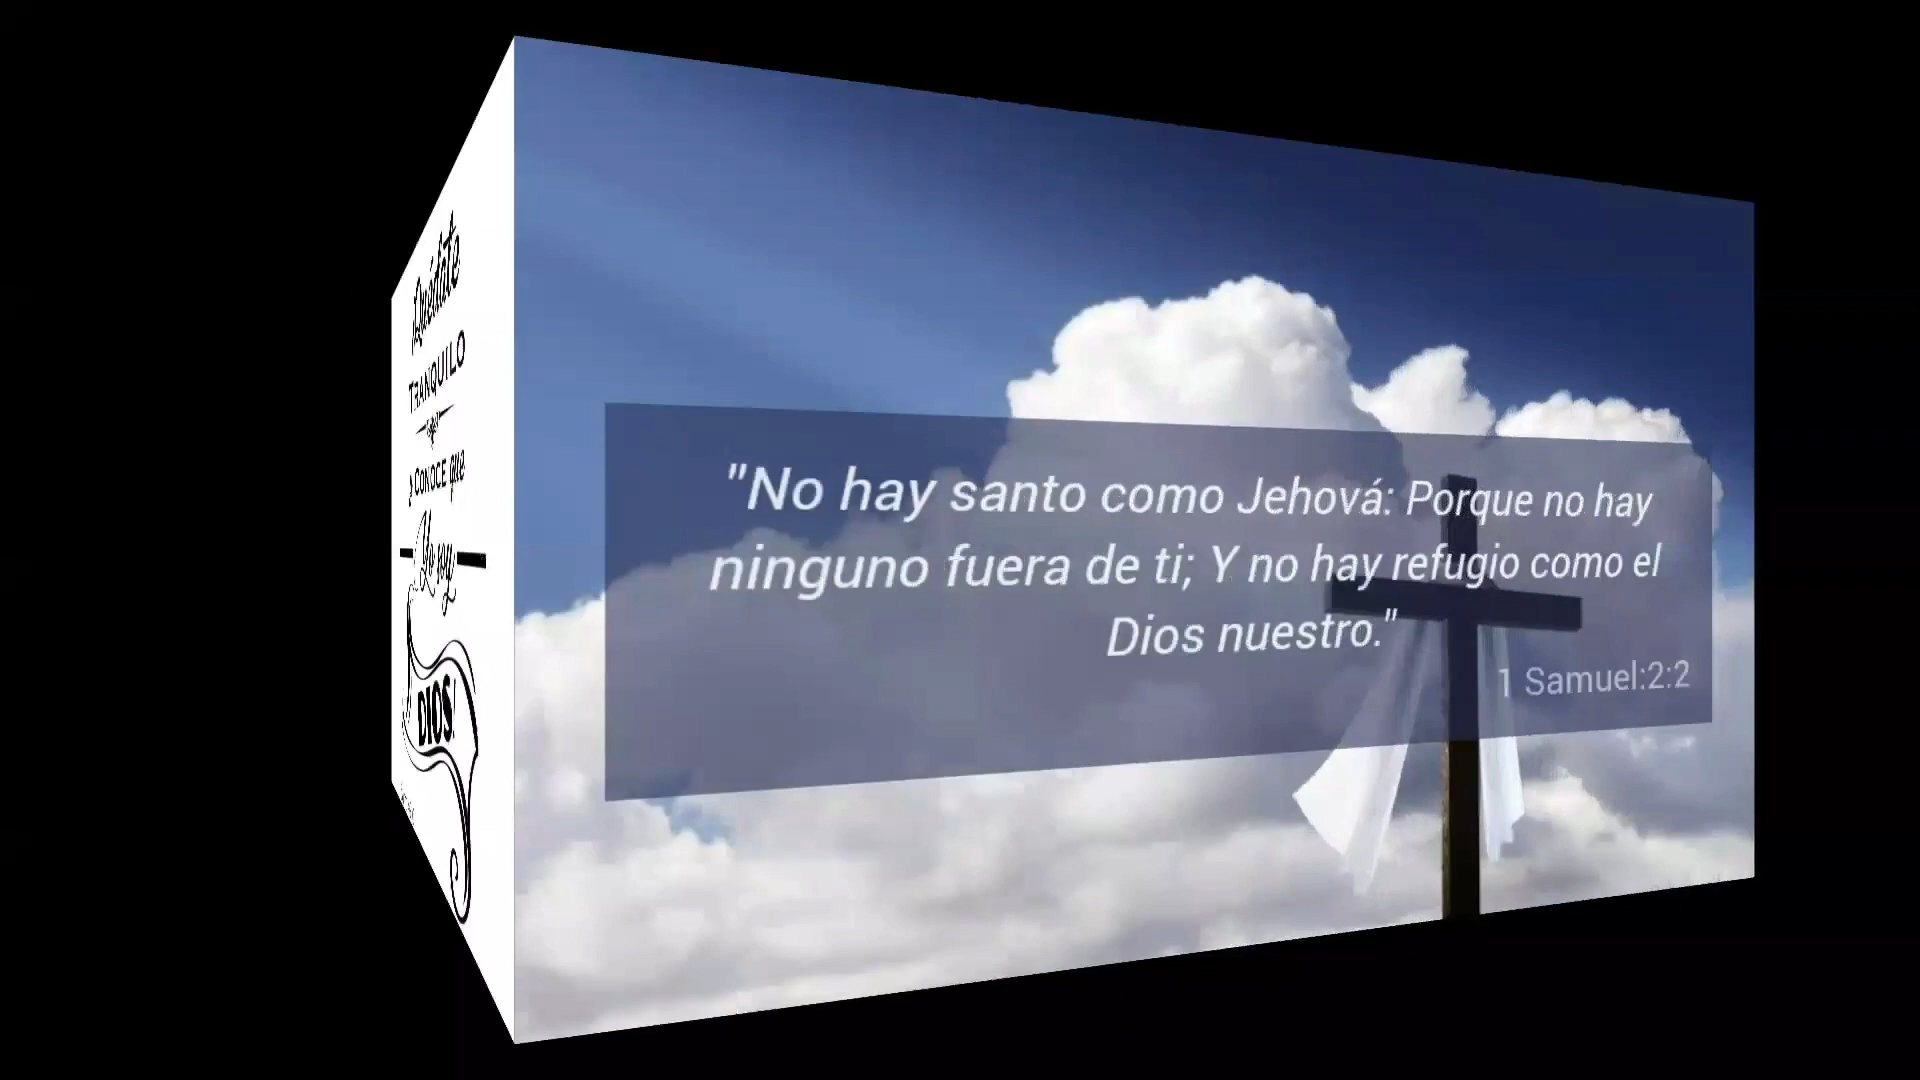 Quédate
TRANQUILO
y CONOCE que
Yo soy
DIOS!
"No hay santo como Jehová: Porque no hay
ninguno fuera de ti; Y no hay refugio como el
Dios nuestro."
1 Samuel:2:2